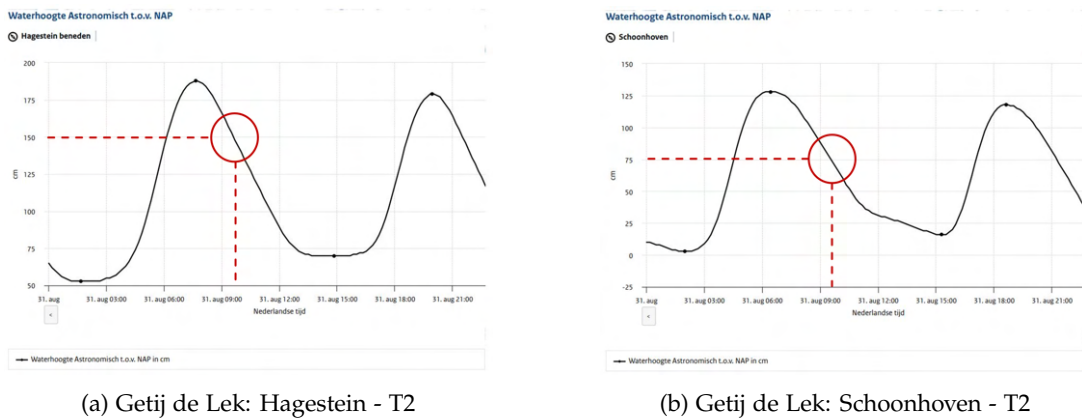 Waterhoogte Astronomisch t.o.v. NAP
Hagestein beneden
200
175
150
125
100
75
50
cm
31. aug
31. aug 03:00
31. aug 06:00
31. aug 09:00
31. aug 12:00
31. aug 15:00
31. aug 18:00
31. aug 21:00
<
Nederlandse tijd
Waterhoogte Astronomisch t.o.v. NAP in cm
(a) Getij de Lek: Hagestein - T2
Waterhoogte Astronomisch t.o.v. NAP
Schoonhoven
150
125
100
75
50
25
0
-25
cm
31. aug
31. aug 03:00
31. aug 06:00
31. aug 09:00
31. aug 12:00
31. aug 15:00
31. aug 18:00
31. aug 21:00
<
Nederlandse tijd
Waterhoogte Astronomisch t.o.v. NAP in cm
(b) Getij de Lek: Schoonhoven - T2